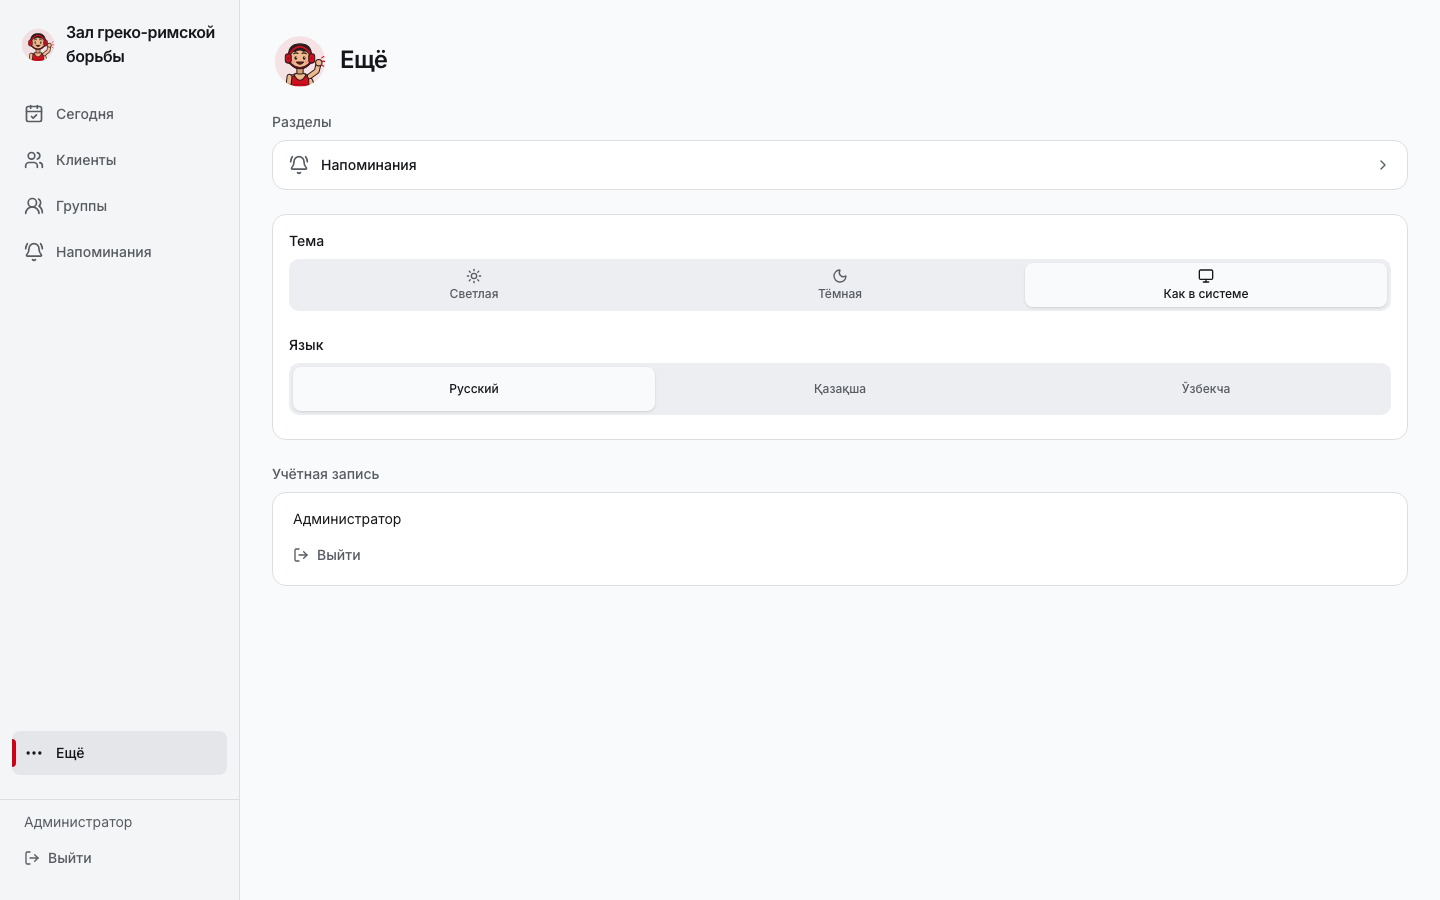 Зал греко-римской
борьбы
Сегодня
Клиенты
Группы
Напоминания
Ещё
Администратор
Выйти
Ещё
Разделы
Напоминания
Тема
Светлая
Тёмная
Как в системе
Язык
Русский
Қазақша
Ўзбекча
Учётная запись
Администратор
Выйти